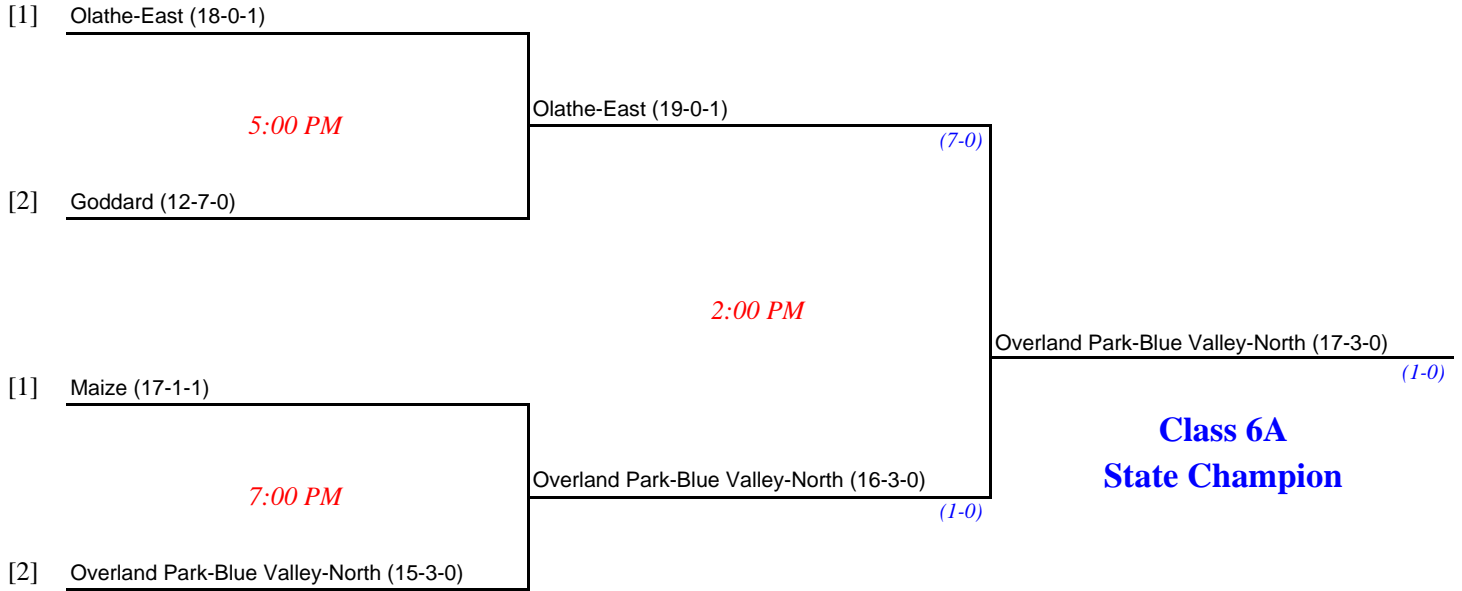 [1] Olathe-East (18-0-1)
Olathe-East (19-0-1)
5:00 PM
(7-0)
[2] Goddard (12-7-0)
2:00 PM
Overland Park-Blue Valley-North (17-3-0)
(1-0)
[1] Maize (17-1-1)
Class 6A
State Champion
Overland Park-Blue Valley-North (16-3-0)
7:00 PM
(1-0)
[2] Overland Park-Blue Valley-North (15-3-0)